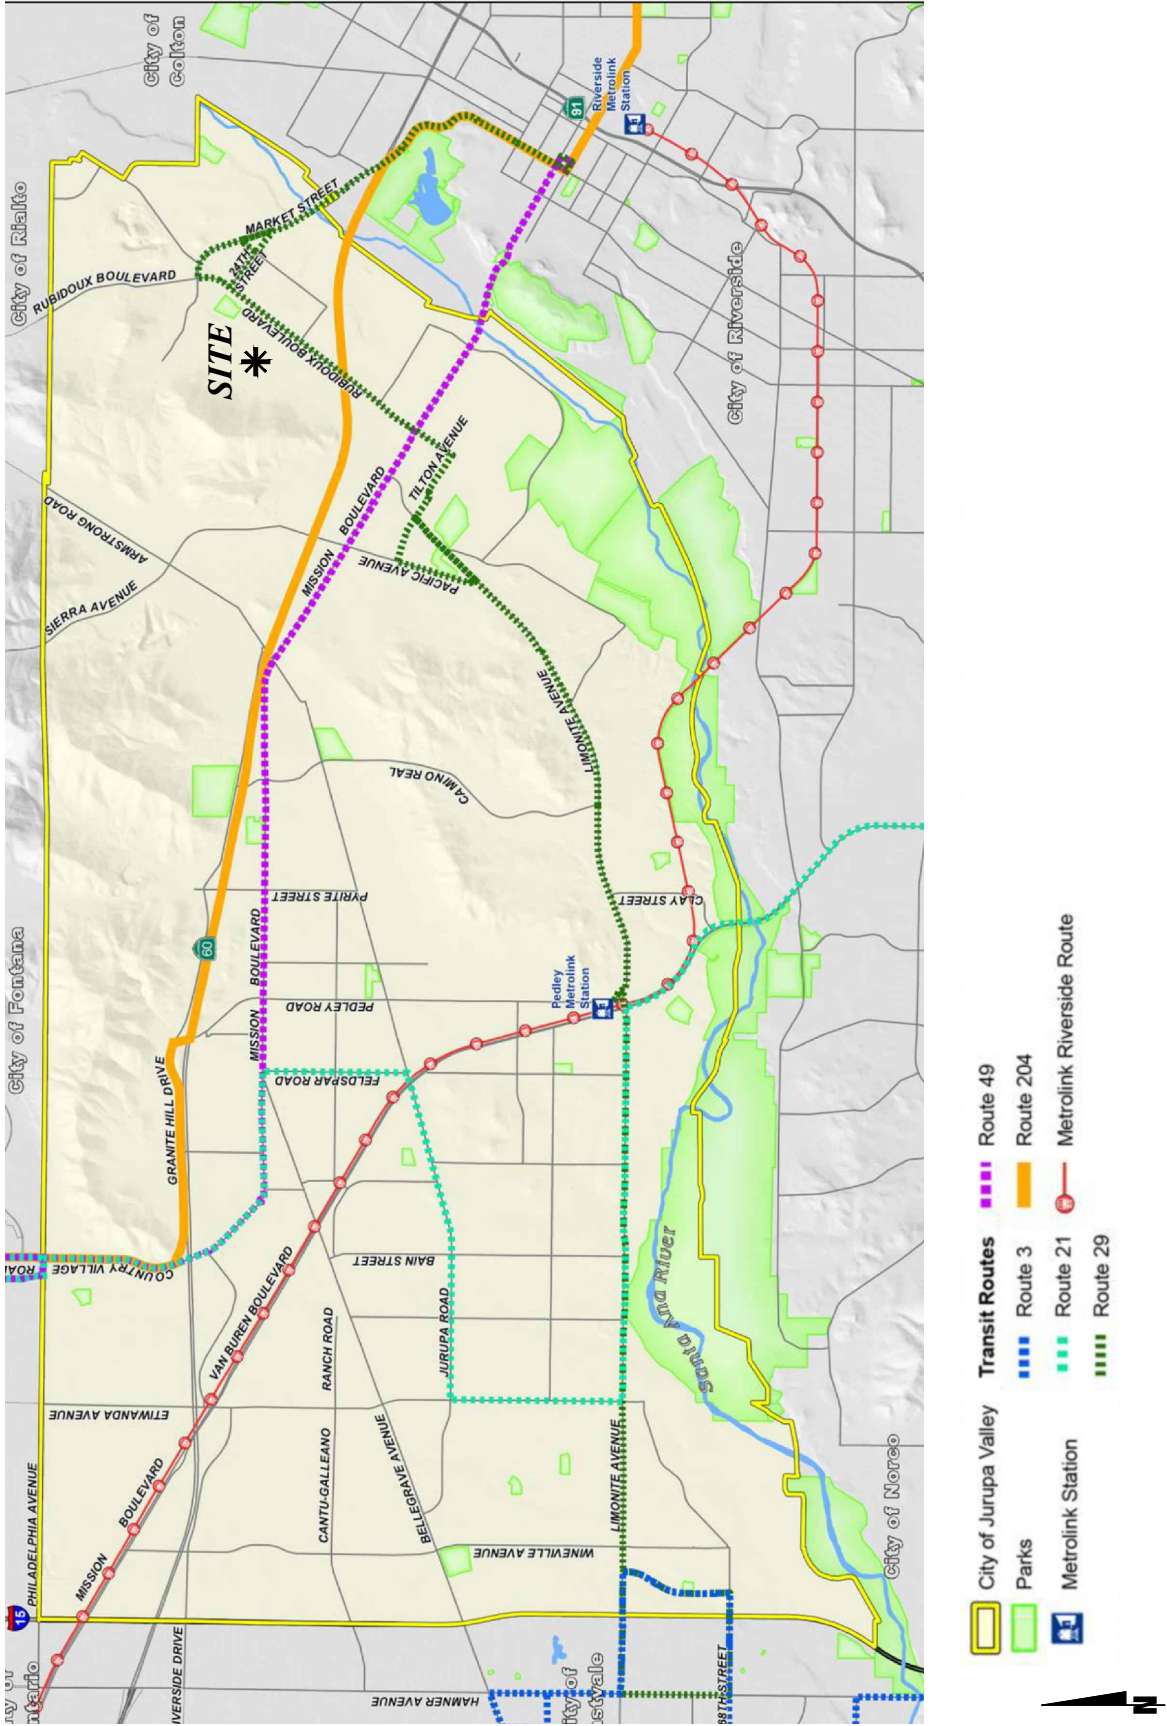 City of
Colton
City of Rialto
RUBIDOUX BOULEVARD
MARKET STREET
24TH
STREET
RUBIDOUX BOULEVARD
SITE
91
Riverside
Metrolink
Station
City of Riverside
TILTON AVENUE
MISSION
BOULEVARD
PACIFIC AVENUE
ARMSTRONG ROAD
SIERRA AVENUE
LIMONITE AVENUE
CAMINO REAL
PYRITE STREET
CLAY STREET
City of Fontana
60
MISSION
BOULEVARD
PEDLEY ROAD
Pedley
Metrolink
Station
FELDSPAR ROAD
GRANITE HILL DRIVE
COUNTRY VILLAGE
ROAD
BAIN STREET
VAN BUREN BOULEVARD
JURUPA ROAD
RANCH ROAD
CANTU-GALLEANO
ETIWANDA AVENUE
BELLEGRAVE AVENUE
LIMONITE AVENUE
Santa Ana River
WINEVILLE AVENUE
PHILADELPHIA AVENUE
MISSION
BOULEVARD
15
City of Norco
HAMNER AVENUE
68TH STREET
Transit Routes
Route 3
Route 21
Route 29
Route 49
Route 204
Metrolink Riverside Route
City of Jurupa Valley
Parks
Metrolink Station
N